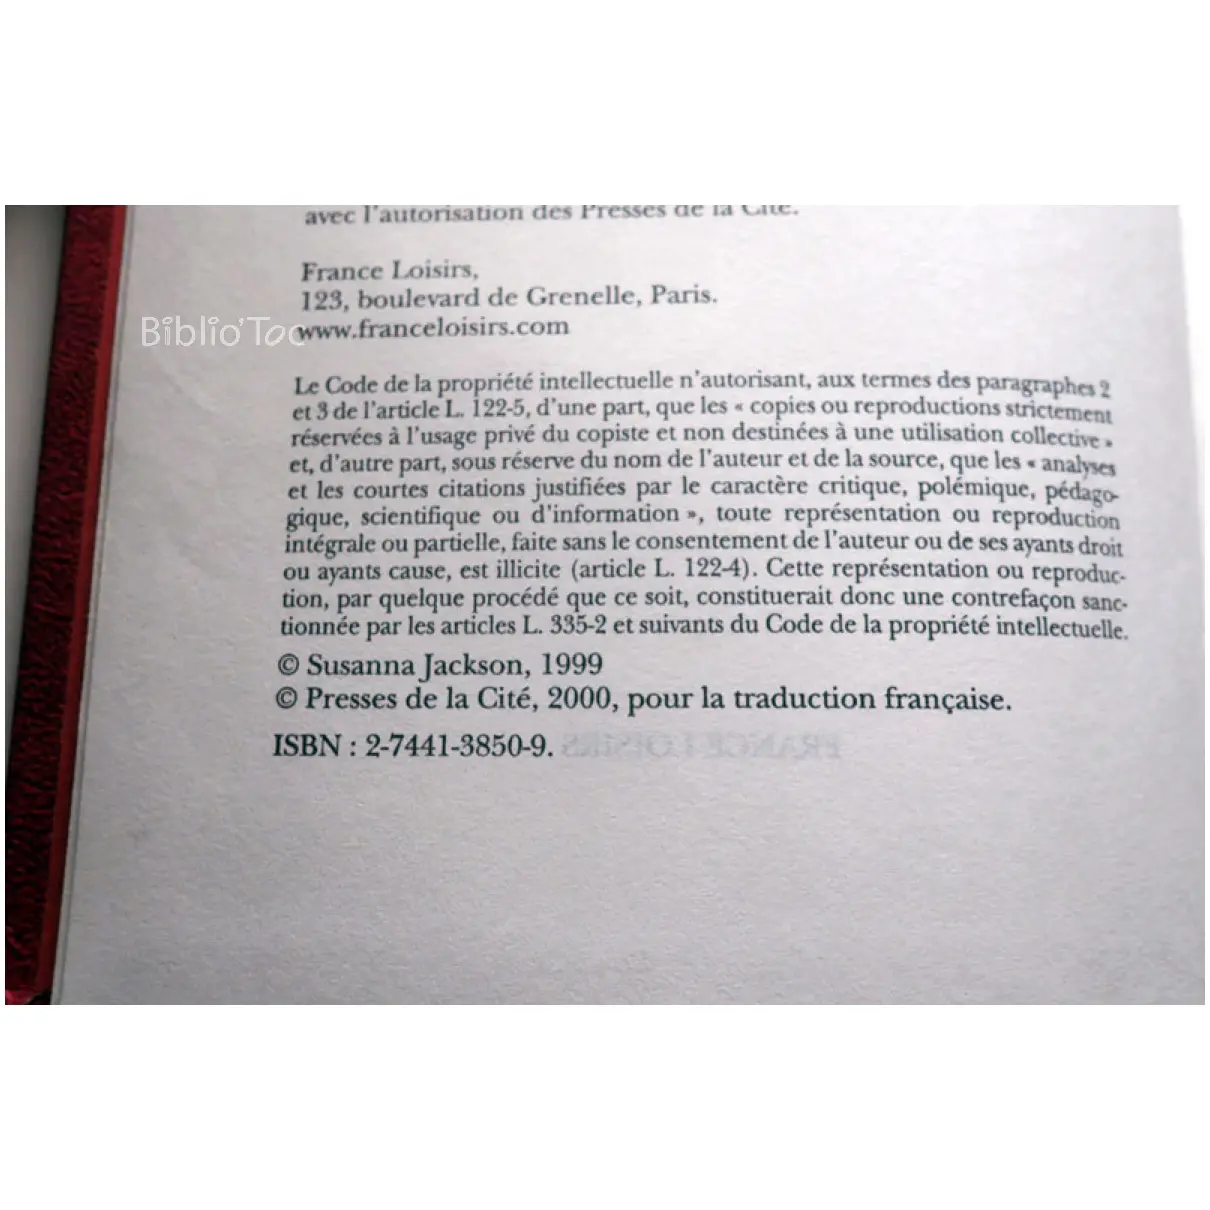 avec l'autorisation des Presses de la Cité.
France Loisirs,
123, boulevard de Grenelle, Paris.
Biblio'Toc
www.franceloisirs.com
Le Code de la propriété intellectuelle n'autorisant, aux termes des paragraphes 2
et 3 de l'article L. 122-5, d'une part, que les « copies ou reproductions strictement
réservées à l'usage privé du copiste et non destinées à une utilisation collective »
et, d'autre part, sous réserve du nom de l'auteur et de la source, que les « analyses
et les courtes citations justifiées par le caractère critique, polémique, pédago-
gique, scientifique ou d'information », toute représentation ou reproduction
intégrale ou partielle, faite sans le consentement de l'auteur ou de ses ayants droit
ou ayants cause, est illicite (article L. 122-4). Cette représentation ou reproduc-
tion, par quelque procédé que ce soit, constituerait donc une contrefaçon sanc-
tionnée par les articles L. 335-2 et suivants du Code de la propriété intellectuelle.
© Susanna Jackson, 1999
© Presses de la Cité, 2000, pour la traduction française.
ISBN : 2-7441-3850-9.
FRANCE LOISIRS